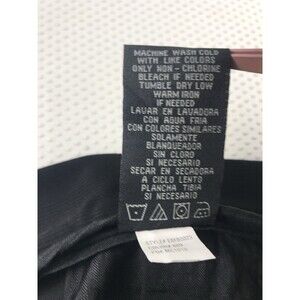 MACHINE WASH COLD
WITH LIKE COLORS
ONLY NON - CHLORINE
BLEACH IF NEEDED
TUMBLE DRY LOW
WARM IRON
IF NEEDED
LAVAR EN LAVADORA
CON AGUA FRIA
CON COLORES SIMILARES
SOLAMENTE
BLANQUEADOR
SIN CLORO
SI NECESARIO
SECAR EN SECADORA
A CICLO LENTO
PLANCHA TIBIA
SI NECESARIO
STYLE#